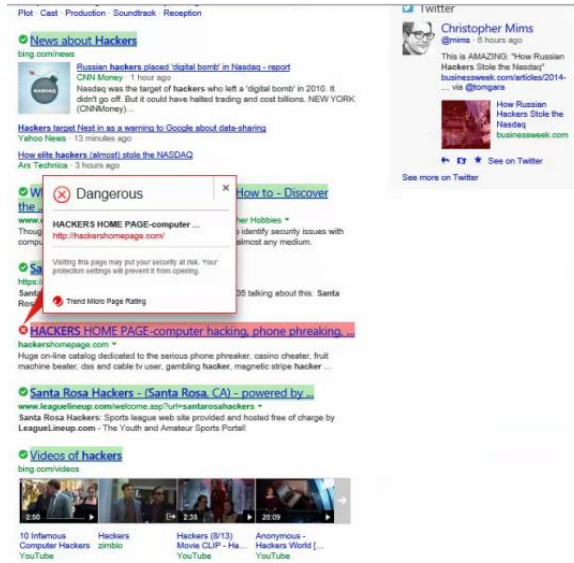 Plot · Cast · Production · Soundtrack · Reception
News about Hackers
bing.com/news
Russian hackers placed 'digital bomb' in Nasdaq - report
CNN Money · 1 hour ago
NASDAQ
Nasdaq was the target of hackers who left a 'digital bomb' in 2010. It
didn't go off. But it could have halted trading and cost billions. NEW YORK
(CNNMoney)...
Hackers target Nest in as a warning to Google about data-sharing
Yahoo News · 13 minutes ago
How elite hackers (almost) stole the NASDAQ
Ars Technica · 3 hours ago
W
How to - Discover
the
www.
her Hobbies
Thoug
o identify security issues with
compu
almost any medium.
Dangerous
×
HACKERS HOME PAGE-computer ...
http://hackershomepage.com/
Visiting this page may put your security at risk. Your
protection settings will prevent it from opening.
Trend Micro Page Rating
Sa
https:/
Santa
35 talking about this. Santa
Ros
HACKERS HOME PAGE-computer hacking, phone phreaking, ...
hackershomepage.com
Huge on-line catalog dedicated to the serious phone phreaker, casino cheater, fruit
machine beater, dss and cable tv user, gambling hacker, magnetic stripe hacker ...
Santa Rosa Hackers - (Santa Rosa, CA) - powered by ...
www.leaguelineup.com/welcome.asp?url=santarosahackers
Santa Rosa Hackers: Sports league web site provided and hosted free of charge by
LeagueLineup.com - The Youth and Amateur Sports Portal!
Videos of hackers
bing.com/videos
2:50
2:35
20:09
10 Infamous
Computer Hackers
YouTube
Hackers
zimbio
Hackers (8/13)
Movie CLIP - Ha...
YouTube
Anonymous -
Hackers World [...
YouTube
Twitter
Christopher Mims
@mims · 6 hours ago
This is AMAZING: "How Russian
Hackers Stole the Nasdaq"
businessweek.com/articles/2014-
... via @tomgara
How Russian
Hackers Stole the
Nasdaq
businessweek.com
See on Twitter
See more on Twitter